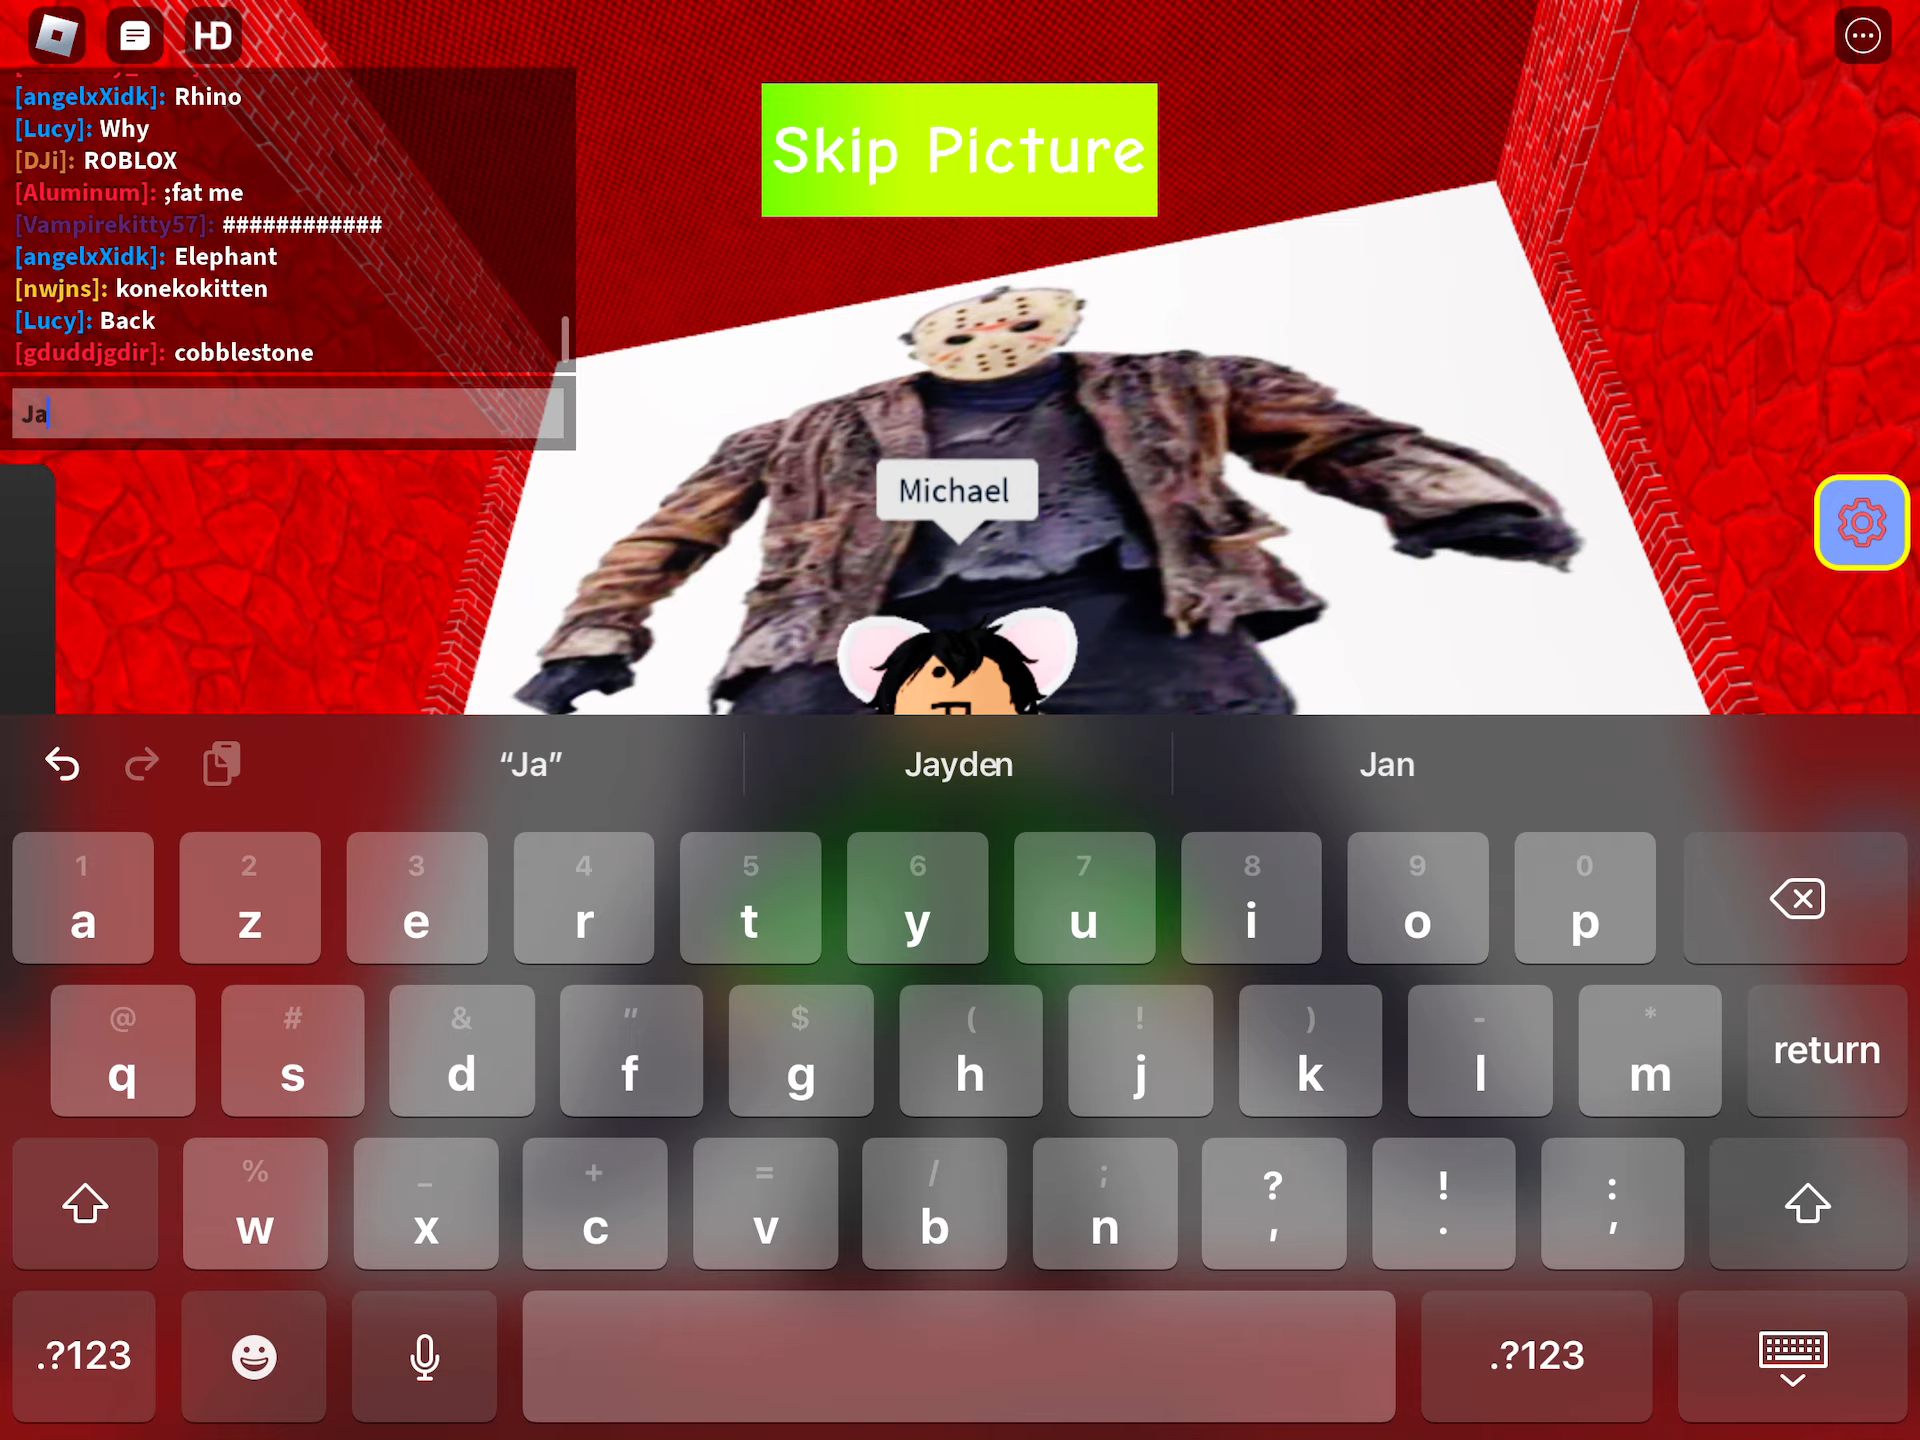 HD
[angelxXidk]: Rhino
[Lucy]: Why
[DJi]: ROBLOX
[Aluminum]: ;fat me
[Vampirekitty57]: ############
[angelxXidk]: Elephant
[nwjns]: konekokitten
[Lucy]: Back
[gduddjgdir]: cobblestone
Ja
Skip Picture
Michael
“Ja” Jayden Jan
1 2 3 4 5 6 7 8 9 0
a z e r t y u i o p
@ # & " $ ( ! ) - *
q s d f g h j k l m return
% _ + = / ; ? ! :
w x c v b n , . '
.?123 .?123